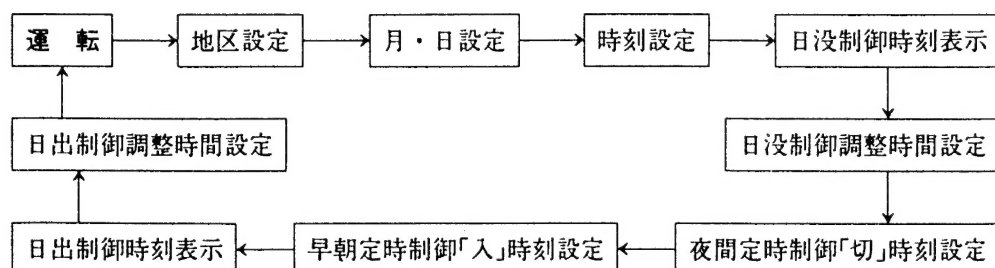 運 転
地区設定
月・日設定
時刻設定
日没制御時刻表示
日没制御調整時間設定
夜間定時制御「切」時刻設定
早朝定時制御「入」時刻設定
日出制御時刻表示
日出制御調整時間設定